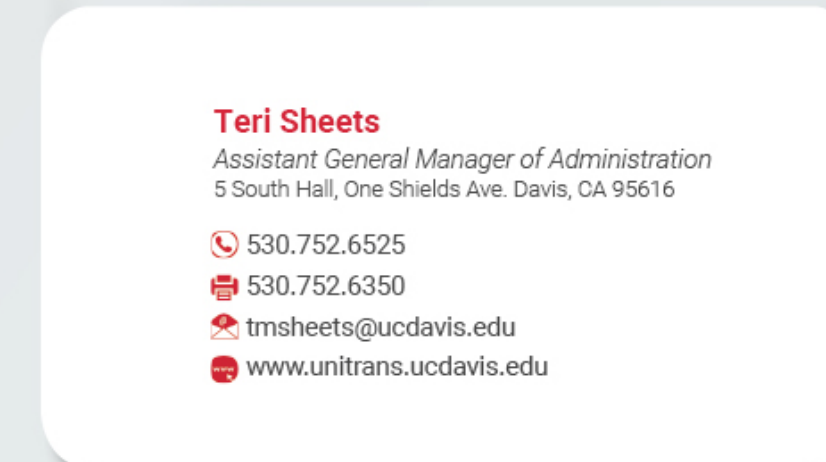 Teri Sheets
Assistant General Manager of Administration
5 South Hall, One Shields Ave. Davis, CA 95616
530.752.6525
530.752.6350
tmsheets@ucdavis.edu
www
www.unitrans.ucdavis.edu